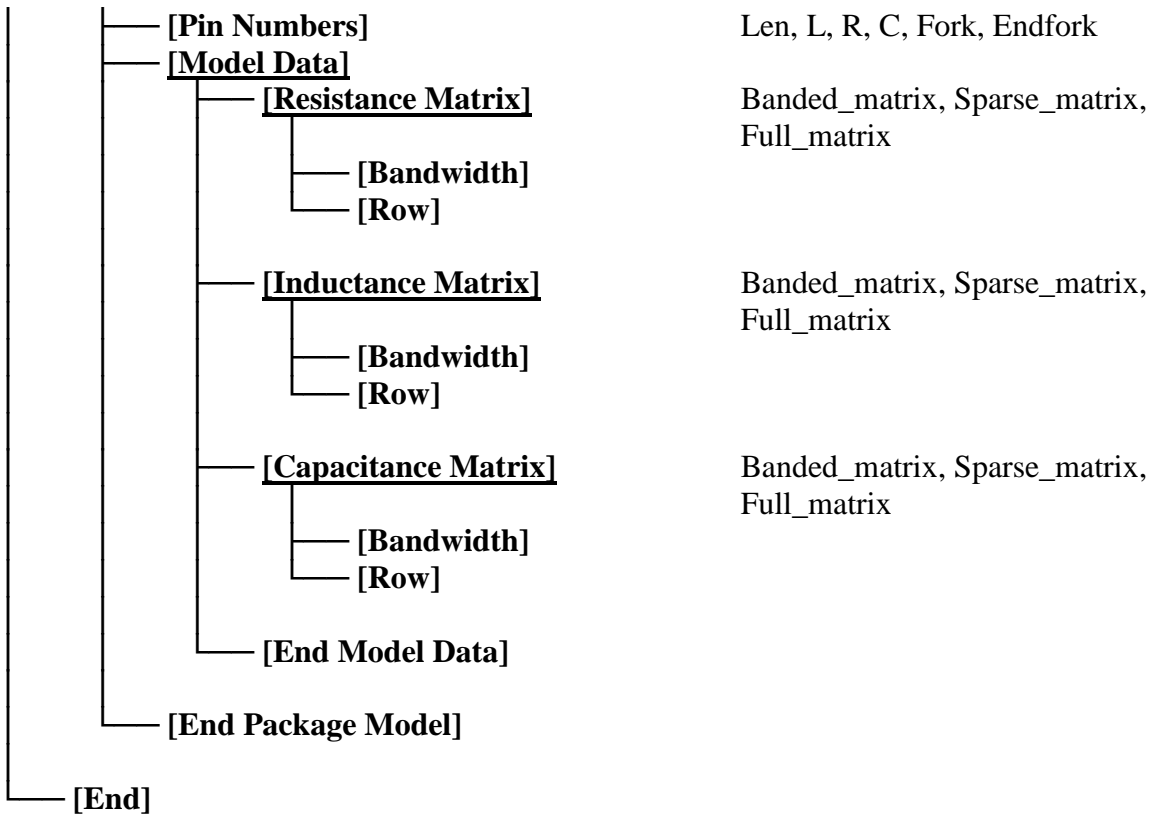 [Pin Numbers] Len, L, R, C, Fork, Endfork
[Model Data]
[Resistance Matrix] Banded_matrix, Sparse_matrix,
Full_matrix
[Bandwidth]
[Row]
[Inductance Matrix] Banded_matrix, Sparse_matrix,
Full_matrix
[Bandwidth]
[Row]
[Capacitance Matrix] Banded_matrix, Sparse_matrix,
Full_matrix
[Bandwidth]
[Row]
[End Model Data]
[End Package Model]
[End]